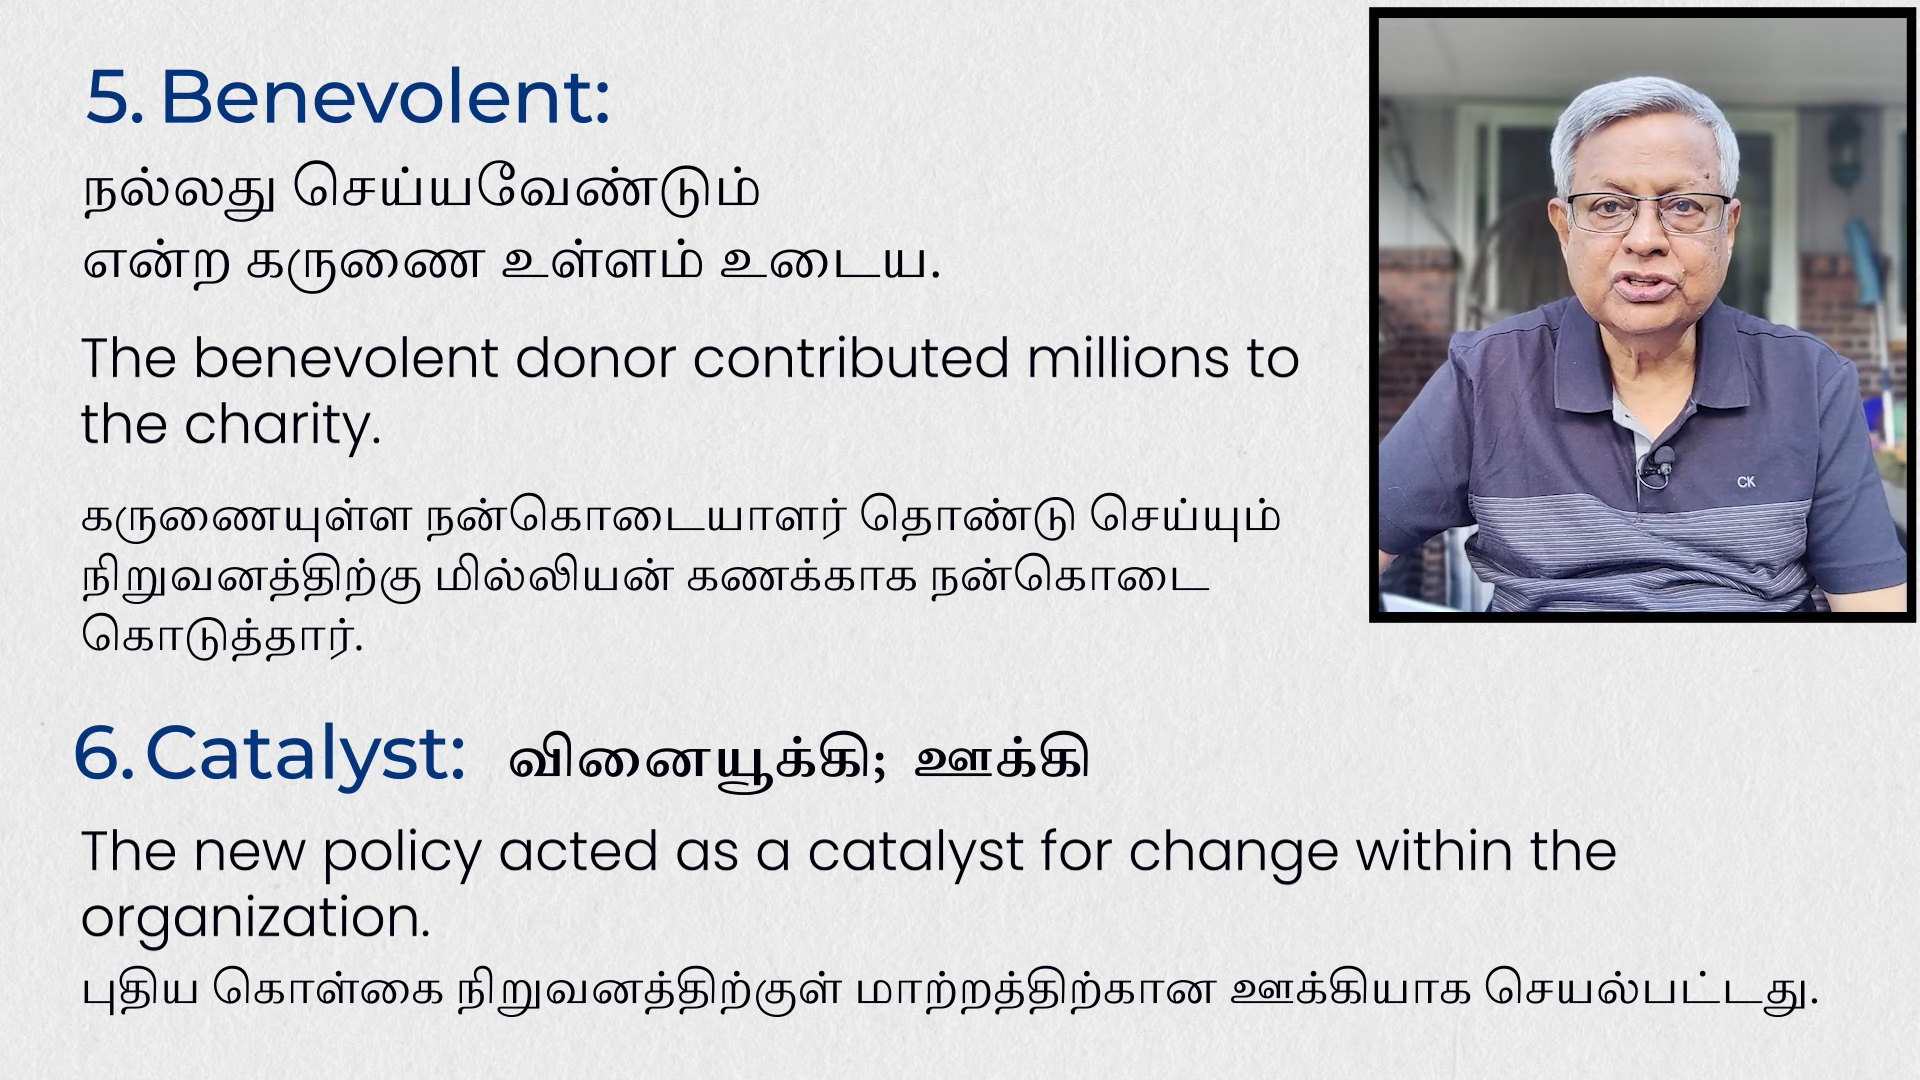 5. Benevolent:
நல்லது செய்யவேண்டும்
என்ற கருணை உள்ளம் உடைய.
The benevolent donor contributed millions to
the charity.
கருணையுள்ள நன்கொடையாளர் தொண்டு செய்யும்
நிறுவனத்திற்கு மில்லியன் கணக்காக நன்கொடை
கொடுத்தார்.
CK
6. Catalyst: வினையூக்கி; ஊக்கி
The new policy acted as a catalyst for change within the
organization.
புதிய கொள்கை நிறுவனத்திற்குள் மாற்றத்திற்கான ஊக்கியாக செயல்பட்டது.